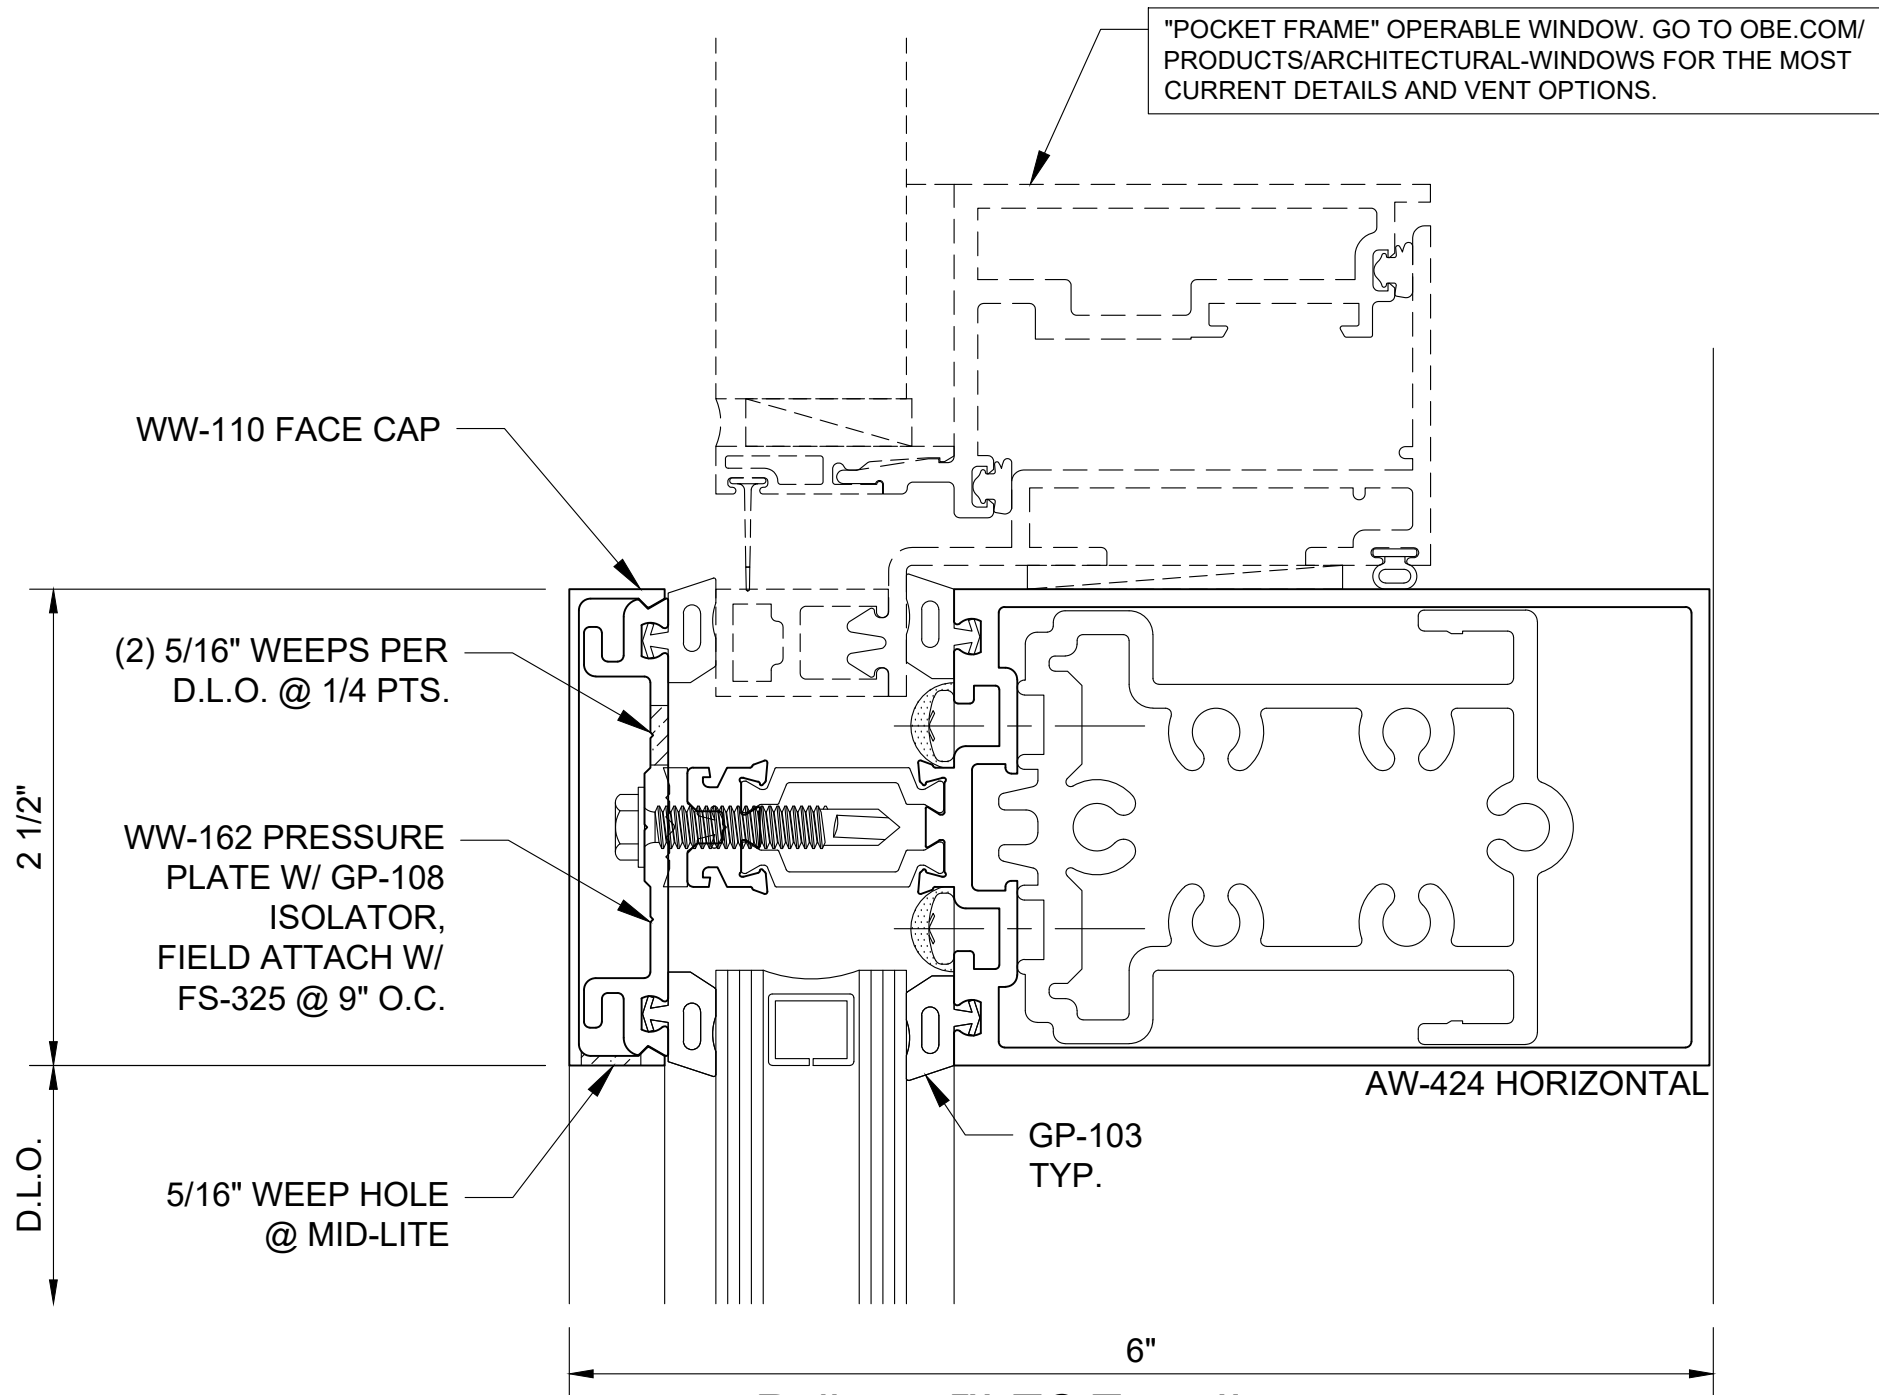 "POCKET FRAME" OPERABLE WINDOW. GO TO OBE.COM/
PRODUCTS/ARCHITECTURAL-WINDOWS FOR THE MOST
CURRENT DETAILS AND VENT OPTIONS.
WW-110 FACE CAP
(2) 5/16" WEEPS PER
D.L.O. @ 1/4 PTS.
2 1/2"
WW-162 PRESSURE
PLATE W/ GP-108
ISOLATOR,
FIELD ATTACH W/
FS-325 @ 9" O.C.
AW-424 HORIZONTAL
GP-103
TYP.
D.L.O.
5/16" WEEP HOLE
@ MID-LITE
6"